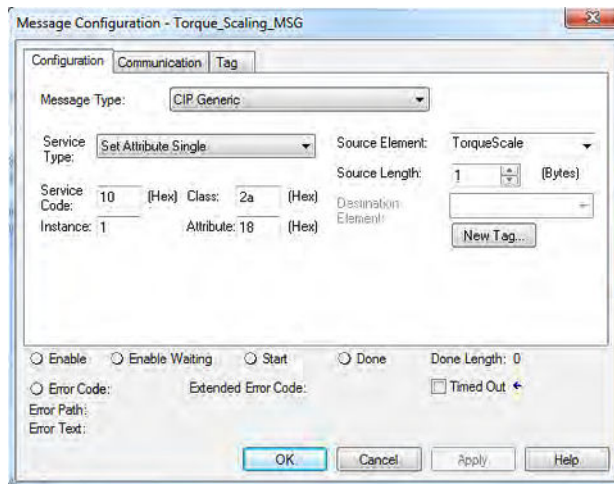 Message Configuration - Torque_Scaling_MSG
Configuration Communication Tag
Message Type: CIP Generic
Service Type: Set Attribute Single Source Element: TorqueScale
Source Length: 1 (Bytes)
Service Code: 10 (Hex) Class: 2a (Hex) Destination Element:
Instance: 1 Attribute: 18 (Hex) New Tag...
Enable Enable Waiting Start Done Done Length: 0
Error Code: Extended Error Code: Timed Out
Error Path:
Error Text:
OK Cancel Apply Help